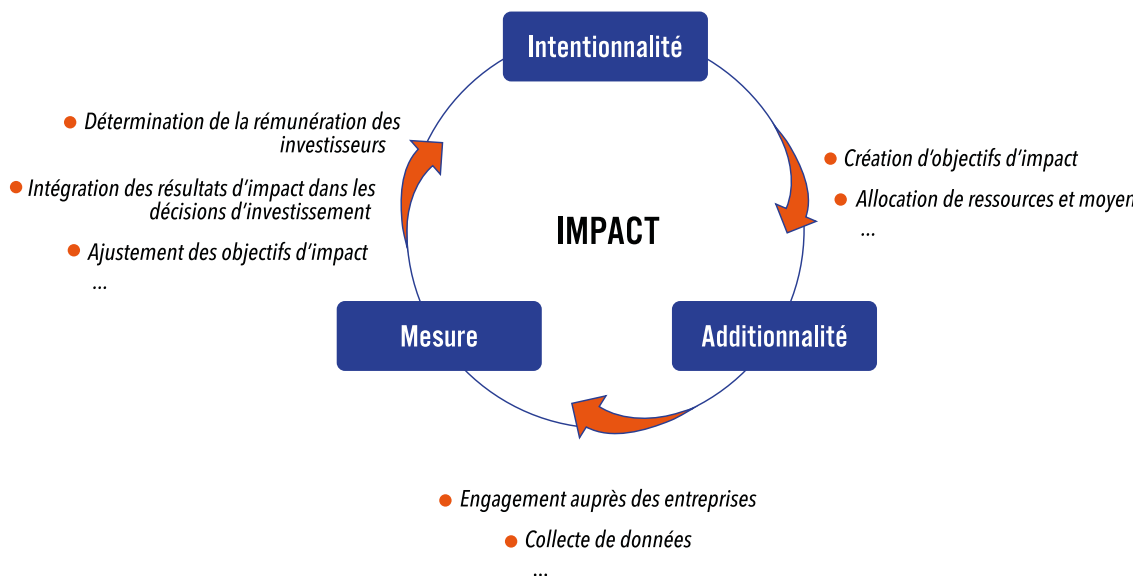 Intentionnalité
Détermination de la rémunération des
investisseurs
Intégration des résultats d'impact dans les
décisions d'investissement
Ajustement des objectifs d'impact
...
Création d'objectifs d'impact
Allocation de ressources et moyen
...
IMPACT
Mesure
Additionnalité
Engagement auprès des entreprises
Collecte de données
...